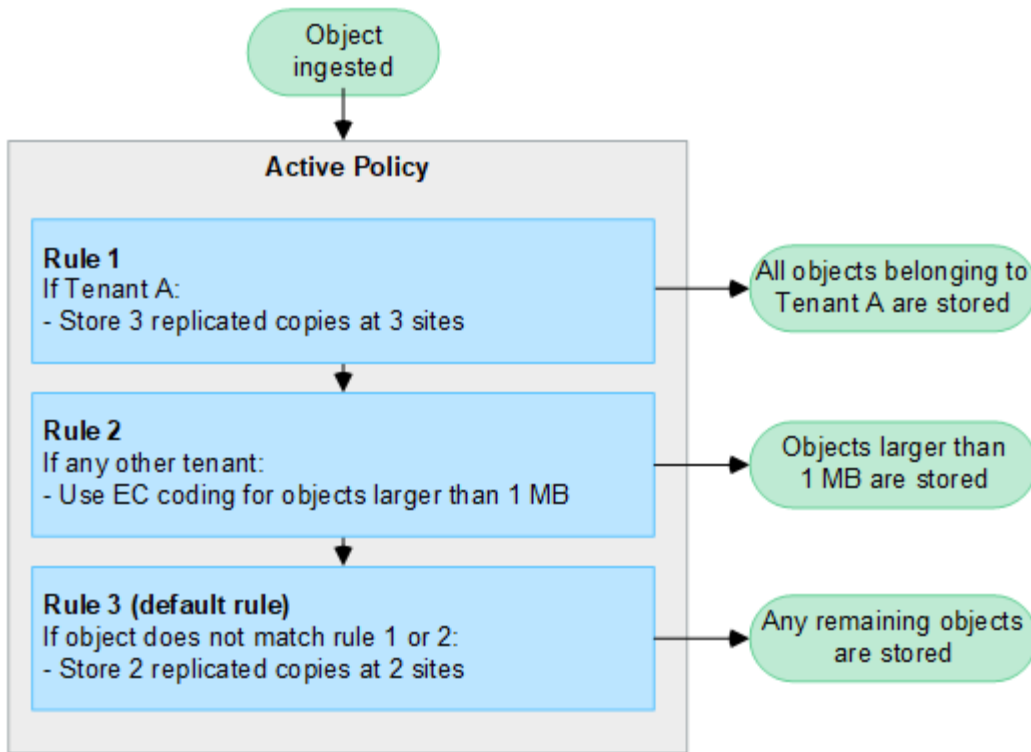 Object
ingested
Active Policy
Rule 1
If Tenant A:
- Store 3 replicated copies at 3 sites
All objects belonging to
Tenant A are stored
Rule 2
If any other tenant:
- Use EC coding for objects larger than 1 MB
Objects larger than
1 MB are stored
Rule 3 (default rule)
If object does not match rule 1 or 2:
- Store 2 replicated copies at 2 sites
Any remaining objects
are stored